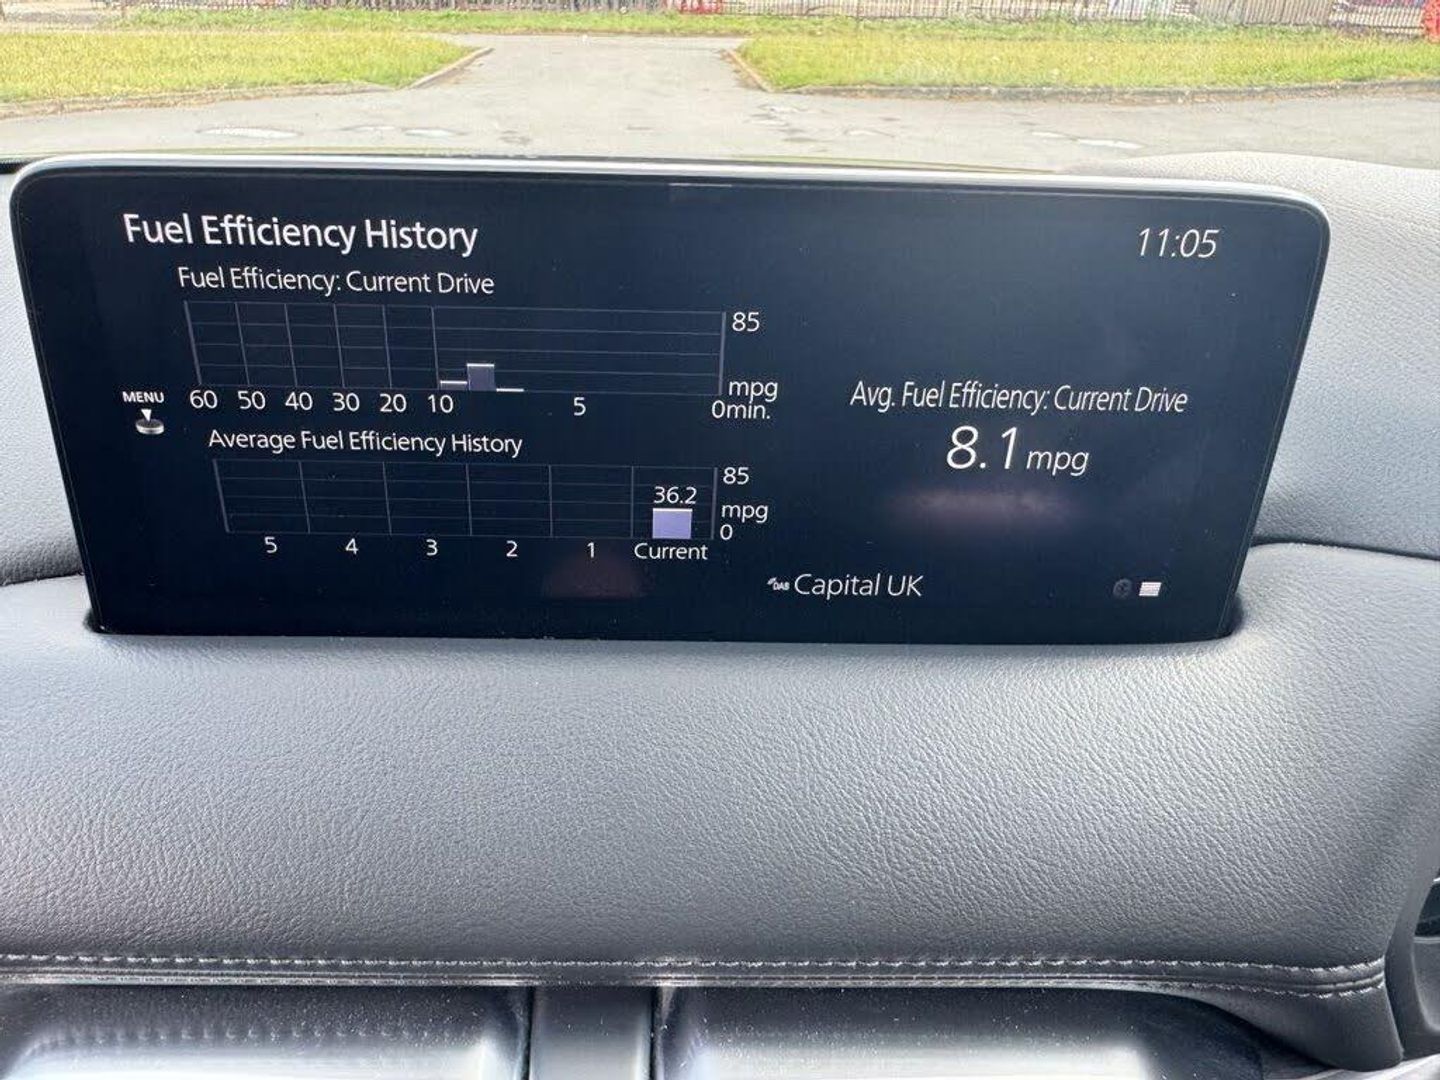 Fuel Efficiency History
11:05
Fuel Efficiency: Current Drive
85
mpg
60 50 40 30 20 10 5 0min.
MENU
Avg. Fuel Efficiency: Current Drive
8.1 mpg
Average Fuel Efficiency History
85
36.2
mpg
0
5 4 3 2 1 Current
DAB Capital UK